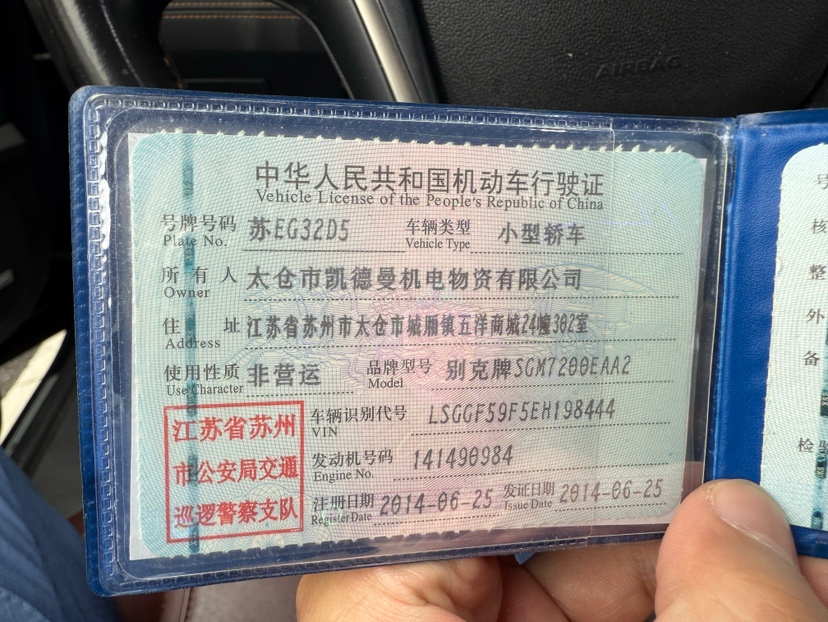 AIRBAG
中华人民共和国机动车行驶证
Vehicle License of the People's Republic of China
号牌号码 苏EG32D5 车辆类型 小型轿车
Plate No. Vehicle Type
所有人 太仓市凯德曼机电物资有限公司
Owner
住址 江苏省苏州市太仓市城厢镇五洋商城24幢302室
Address
使用性质 非营运 品牌型号 别克牌SGM7200EAA2
Use Character Model
江苏省苏州
市公安局交通
巡逻警察支队
车辆识别代号 LSGGF59F5EH198444
VIN
发动机号码 141490984
Engine No.
注册日期 2014-06-25 发证日期 2014-06-25
Register Date Issue Date
号
核
整
外
备
检验